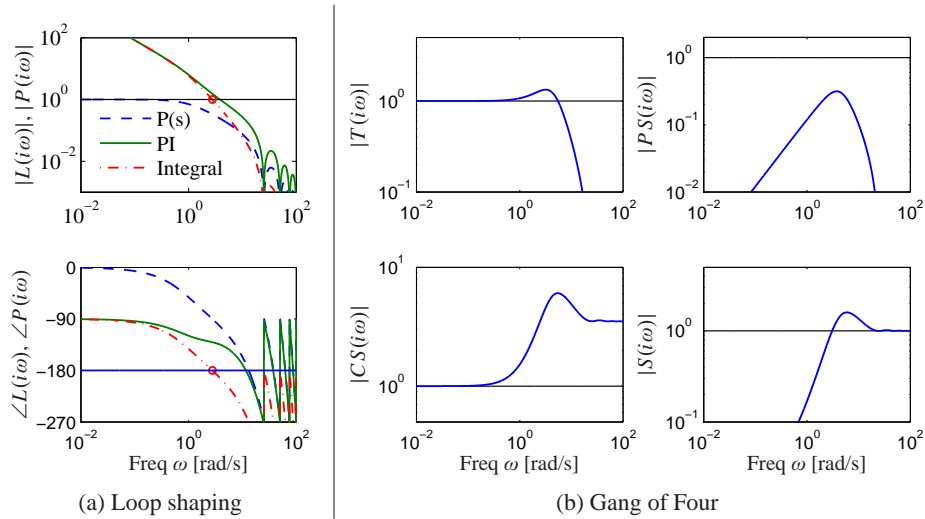 |L(iω)|, |P(iω)|
10^2
10^0
10^-2
P(s)
PI
Integral
10^-2
10^0
10^2
∠L(iω), ∠P(iω)
0
−90
−180
−270
10^-2
10^0
10^2
Freq ω [rad/s]
(a) Loop shaping
|T(iω)|
10^0
10^-1
10^-2
10^0
10^2
|PS(iω)|
10^0
10^-1
10^-2
10^-2
10^0
10^2
|CS(iω)|
10^1
10^0
10^-2
10^0
10^2
Freq ω [rad/s]
|S(iω)|
10^0
10^-1
10^-2
10^0
10^2
Freq ω [rad/s]
(b) Gang of Four